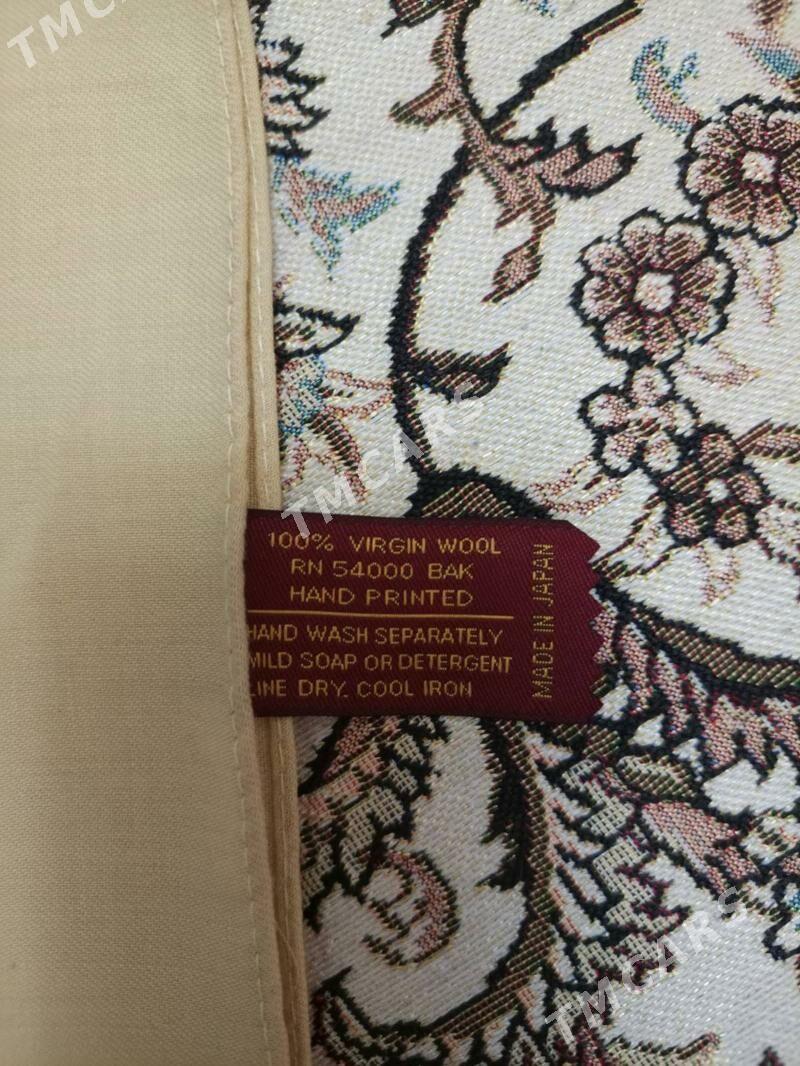 TMCARS
100% VIRGIN WOOL
RN 54000 BAK
HAND PRINTED
HAND WASH SEPARATELY
MILD SOAP OR DETERGENT
LINE DRY. COOL IRON
MADE IN JAPAN
TMCARS
TMCARS